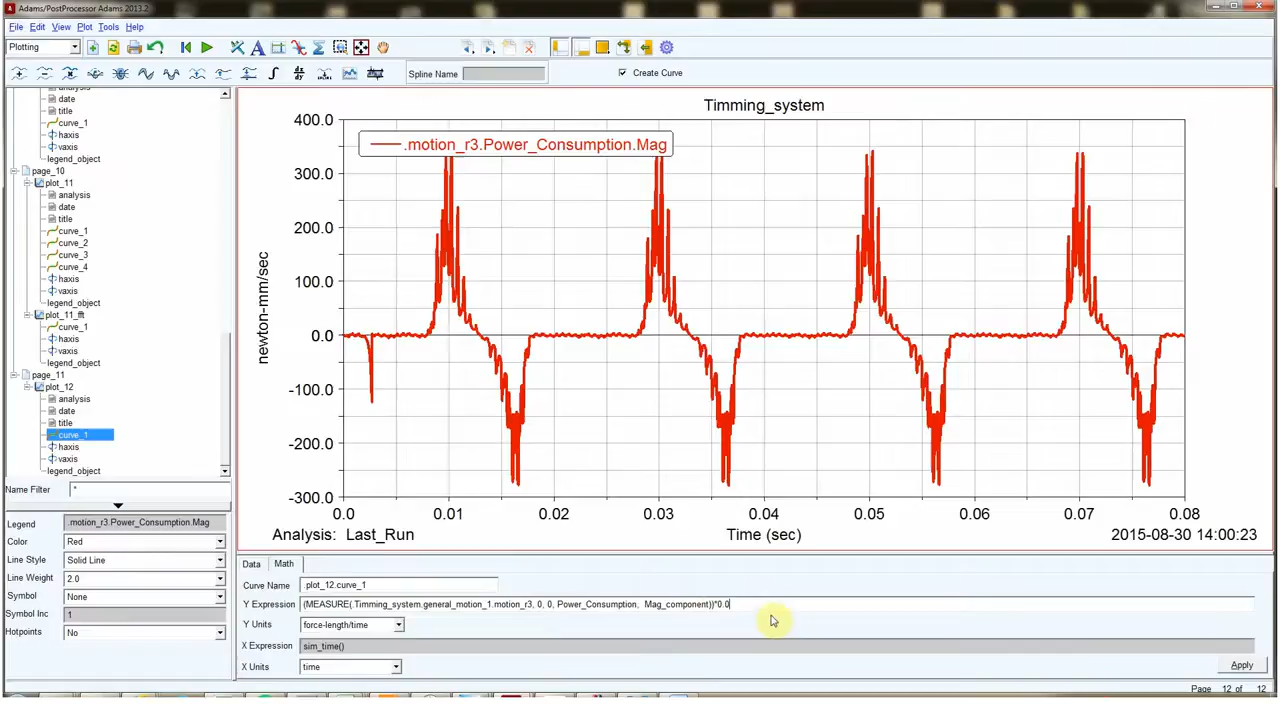 Adams/PostProcessor Adams 2013.2
File Edit View Plot Tools Help
Plotting
Spline Name
Create Curve
analysis
date
title
curve_1
haxis
vaxis
legend_object
page_10
plot_11
analysis
date
title
curve_1
curve_2
curve_3
curve_4
haxis
vaxis
legend_object
plot_11_fft
curve_1
haxis
vaxis
legend_object
page_11
plot_12
analysis
date
title
curve_1
haxis
vaxis
legend_object
Name Filter *
Legend .motion_r3.Power_Consumption.Mag
Color Red
Line Style Solid Line
Line Weight 2.0
Symbol None
Symbol Inc 1
Hotpoints No
Timming_system
.motion_r3.Power_Consumption.Mag
newton-mm/sec
400.0
300.0
200.0
100.0
0.0
-100.0
-200.0
-300.0
0.0 0.01 0.02 0.03 0.04 0.05 0.06 0.07 0.08
Analysis: Last_Run Time (sec) 2015-08-30 14:00:23
Data Math
Curve Name .plot_12.curve_1
Y Expression (MEASURE(.Timming_system.general_motion_1.motion_r3, 0, 0, Power_Consumption, Mag_component))*0.0
Y Units force-length/time
X Expression sim_time()
X Units time
Apply
Page 12 of 12